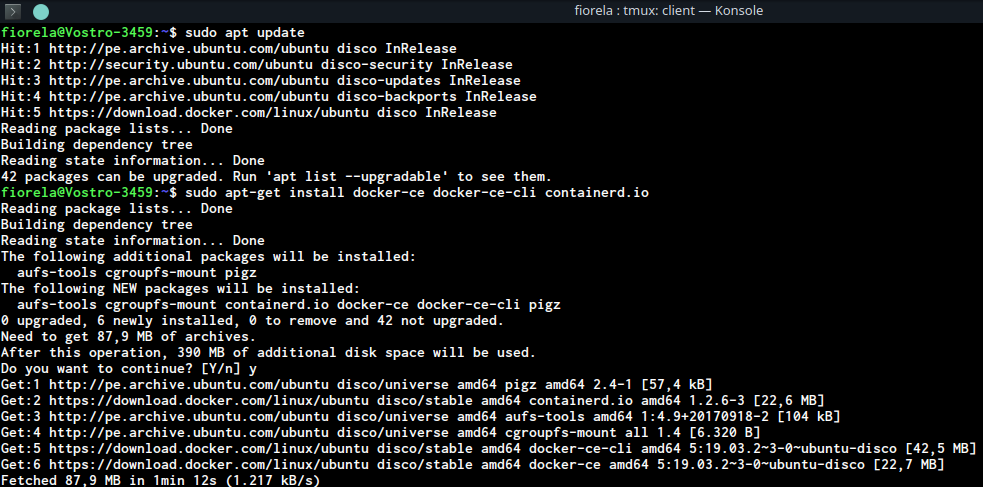 fiorela : tmux: client — Konsole
fiorela@Vostro-3459:~$ sudo apt update
Hit:1 http://pe.archive.ubuntu.com/ubuntu disco InRelease
Hit:2 http://security.ubuntu.com/ubuntu disco-security InRelease
Hit:3 http://pe.archive.ubuntu.com/ubuntu disco-updates InRelease
Hit:4 http://pe.archive.ubuntu.com/ubuntu disco-backports InRelease
Hit:5 https://download.docker.com/linux/ubuntu disco InRelease
Reading package lists... Done
Building dependency tree
Reading state information... Done
42 packages can be upgraded. Run 'apt list --upgradable' to see them.
fiorela@Vostro-3459:~$ sudo apt-get install docker-ce docker-ce-cli containerd.io
Reading package lists... Done
Building dependency tree
Reading state information... Done
The following additional packages will be installed:
  aufs-tools cgroupfs-mount pigz
The following NEW packages will be installed:
  aufs-tools cgroupfs-mount containerd.io docker-ce docker-ce-cli pigz
0 upgraded, 6 newly installed, 0 to remove and 42 not upgraded.
Need to get 87,9 MB of archives.
After this operation, 390 MB of additional disk space will be used.
Do you want to continue? [Y/n] y
Get:1 http://pe.archive.ubuntu.com/ubuntu disco/universe amd64 pigz amd64 2.4-1 [57,4 kB]
Get:2 https://download.docker.com/linux/ubuntu disco/stable amd64 containerd.io amd64 1.2.6-3 [22,6 MB]
Get:3 http://pe.archive.ubuntu.com/ubuntu disco/universe amd64 aufs-tools amd64 1:4.9+20170918-2 [104 kB]
Get:4 http://pe.archive.ubuntu.com/ubuntu disco/universe amd64 cgroupfs-mount all 1.4 [6.320 B]
Get:5 https://download.docker.com/linux/ubuntu disco/stable amd64 docker-ce-cli amd64 5:19.03.2~3-0~ubuntu-disco [42,5 MB]
Get:6 https://download.docker.com/linux/ubuntu disco/stable amd64 docker-ce amd64 5:19.03.2~3-0~ubuntu-disco [22,7 MB]
Fetched 87,9 MB in 1min 12s (1.217 kB/s)